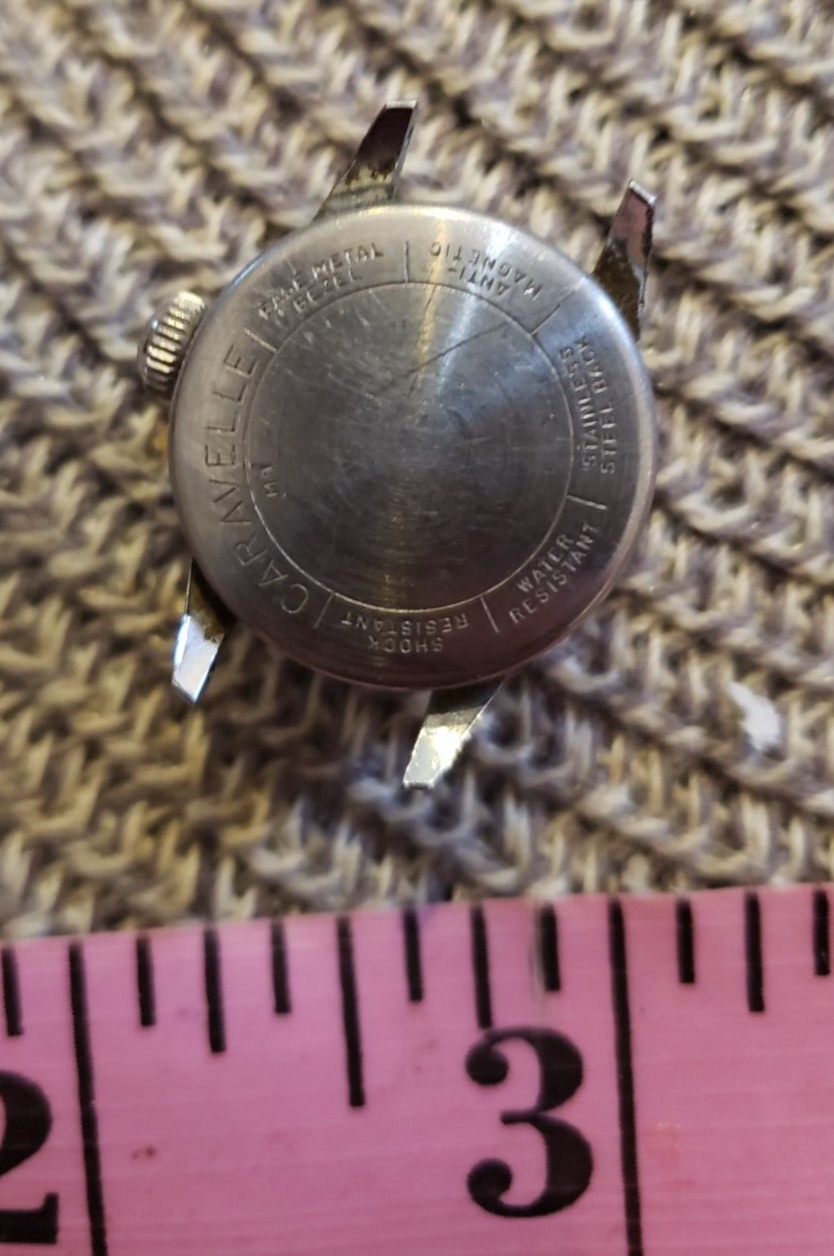 CARAVELLE
BASE METAL
BEZEL
ANTI-
MAGNETIC
STAINLESS
STEEL BACK
WATER
RESISTANT
SHOCK
RESISTANT
2
3